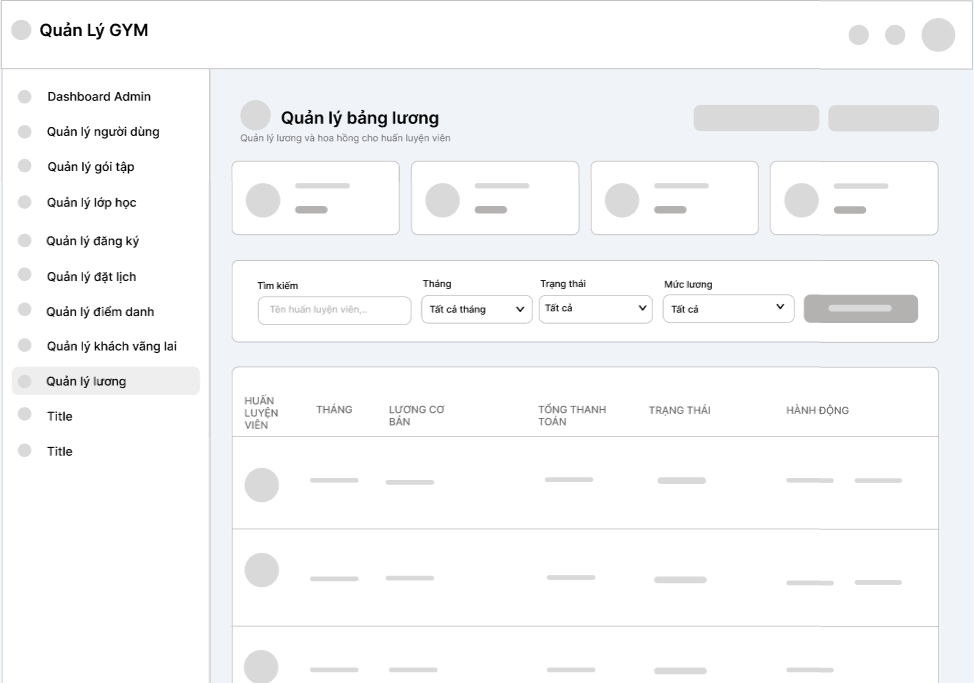 Quản Lý GYM
Dashboard Admin
Quản lý người dùng
Quản lý gói tập
Quản lý lớp học
Quản lý đăng ký
Quản lý đặt lịch
Quản lý điểm danh
Quản lý khách vãng lai
Quản lý lương
Title
Title
Quản lý bảng lương
Quản lý lương và hoa hồng cho huấn luyện viên
Tìm kiếm
Tháng
Trạng thái
Mức lương
Tên huấn luyện viên,..
Tất cả tháng
Tất cả
Tất cả
HUẤN
LUYỆN
VIÊN
THÁNG
LƯƠNG CƠ
BẢN
TỔNG THANH
TOÁN
TRẠNG THÁI
HÀNH ĐỘNG